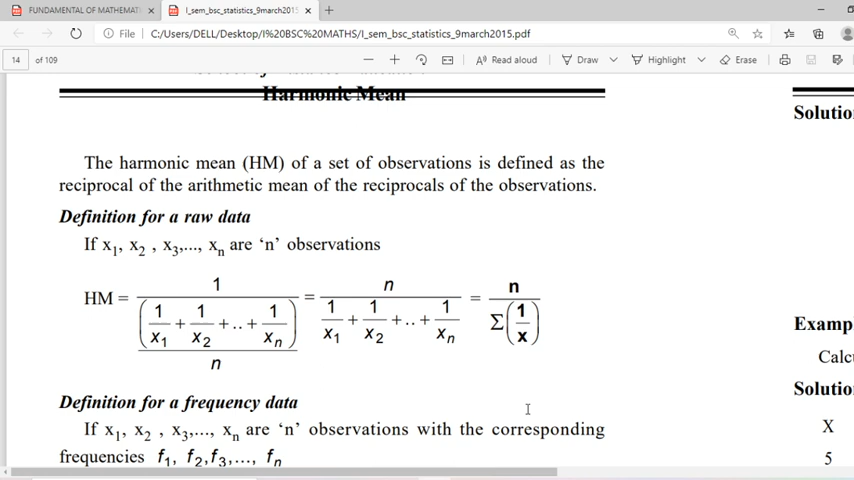 FUNDAMENTAL OF MATHEMAT
I_sem_bsc_statistics_9march2015
File
C:/Users/DELL/Desktop/I%20BSC%20MATHS/I_sem_bsc_statistics_9march2015.pdf
14 of 109
Read aloud
Draw
Highlight
Erase
Harmonic Mean
The harmonic mean (HM) of a set of observations is defined as the
reciprocal of the arithmetic mean of the reciprocals of the observations.
Definition for a raw data
If x₁, x₂ , x₃,..., xₙ are ‘n’ observations
HM = 1 / ((1/x₁ + 1/x₂ + .. + 1/xₙ) / n) = n / (1/x₁ + 1/x₂ + .. + 1/xₙ) = n / Σ(1/x)
Definition for a frequency data
If x₁, x₂ , x₃,..., xₙ are ‘n’ observations with the corresponding
frequencies f₁, f₂,f₃,..., fₙ
Solutio
Examp
Calc
Solutio
X
5